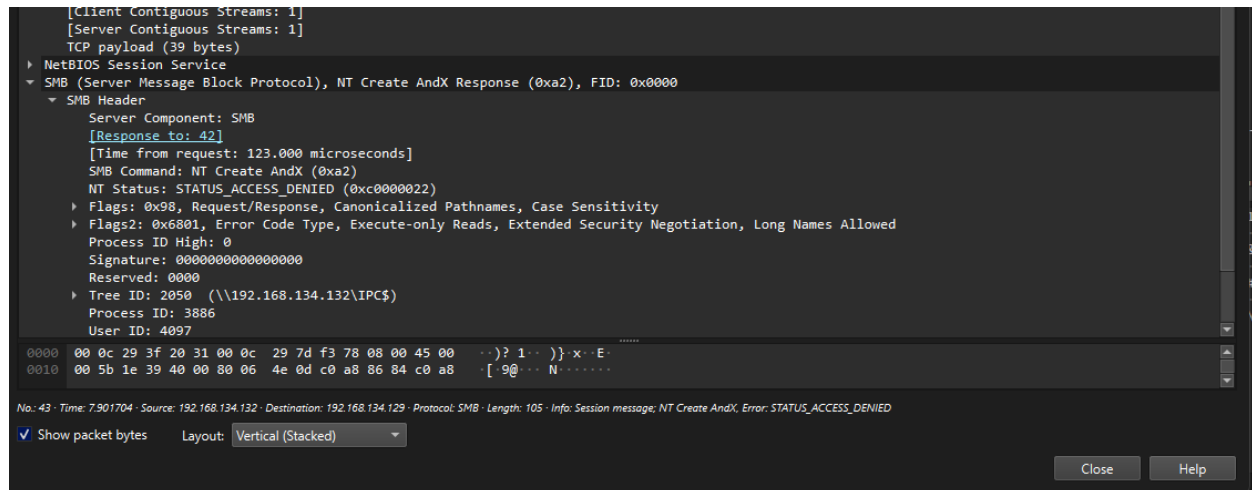 [Client Contiguous Streams: 1]
[Server Contiguous Streams: 1]
TCP payload (39 bytes)
NetBIOS Session Service
SMB (Server Message Block Protocol), NT Create AndX Response (0xa2), FID: 0x0000
SMB Header
Server Component: SMB
[Response to: 42]
[Time from request: 123.000 microseconds]
SMB Command: NT Create AndX (0xa2)
NT Status: STATUS_ACCESS_DENIED (0xc0000022)
Flags: 0x98, Request/Response, Canonicalized Pathnames, Case Sensitivity
Flags2: 0x6801, Error Code Type, Execute-only Reads, Extended Security Negotiation, Long Names Allowed
Process ID High: 0
Signature: 0000000000000000
Reserved: 0000
Tree ID: 2050 (\\192.168.134.132\IPC$)
Process ID: 3886
User ID: 4097
0000 00 0c 29 3f 20 31 00 0c 29 7d f3 78 08 00 45 00 ··)? 1·· )}·x··E·
0010 00 5b 1e 39 40 00 80 06 4e 0d c0 a8 86 84 c0 a8 ·[·9@··· N·······
No.: 43 · Time: 7.901704 · Source: 192.168.134.132 · Destination: 192.168.134.129 · Protocol: SMB · Length: 105 · Info: Session message; NT Create AndX, Error: STATUS_ACCESS_DENIED
Show packet bytes Layout: Vertical (Stacked)
Close Help